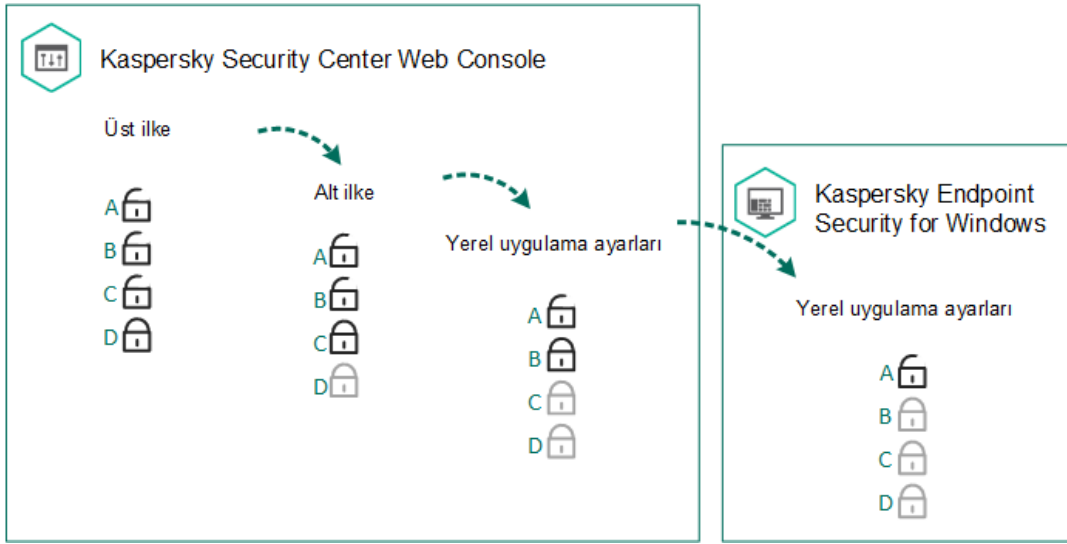 Kaspersky Security Center Web Console
Üst ilke
A
B
C
D
Alt ilke
A
B
C
D
Yerel uygulama ayarları
A
B
C
D
Kaspersky Endpoint
Security for Windows
Yerel uygulama ayarları
A
B
C
D